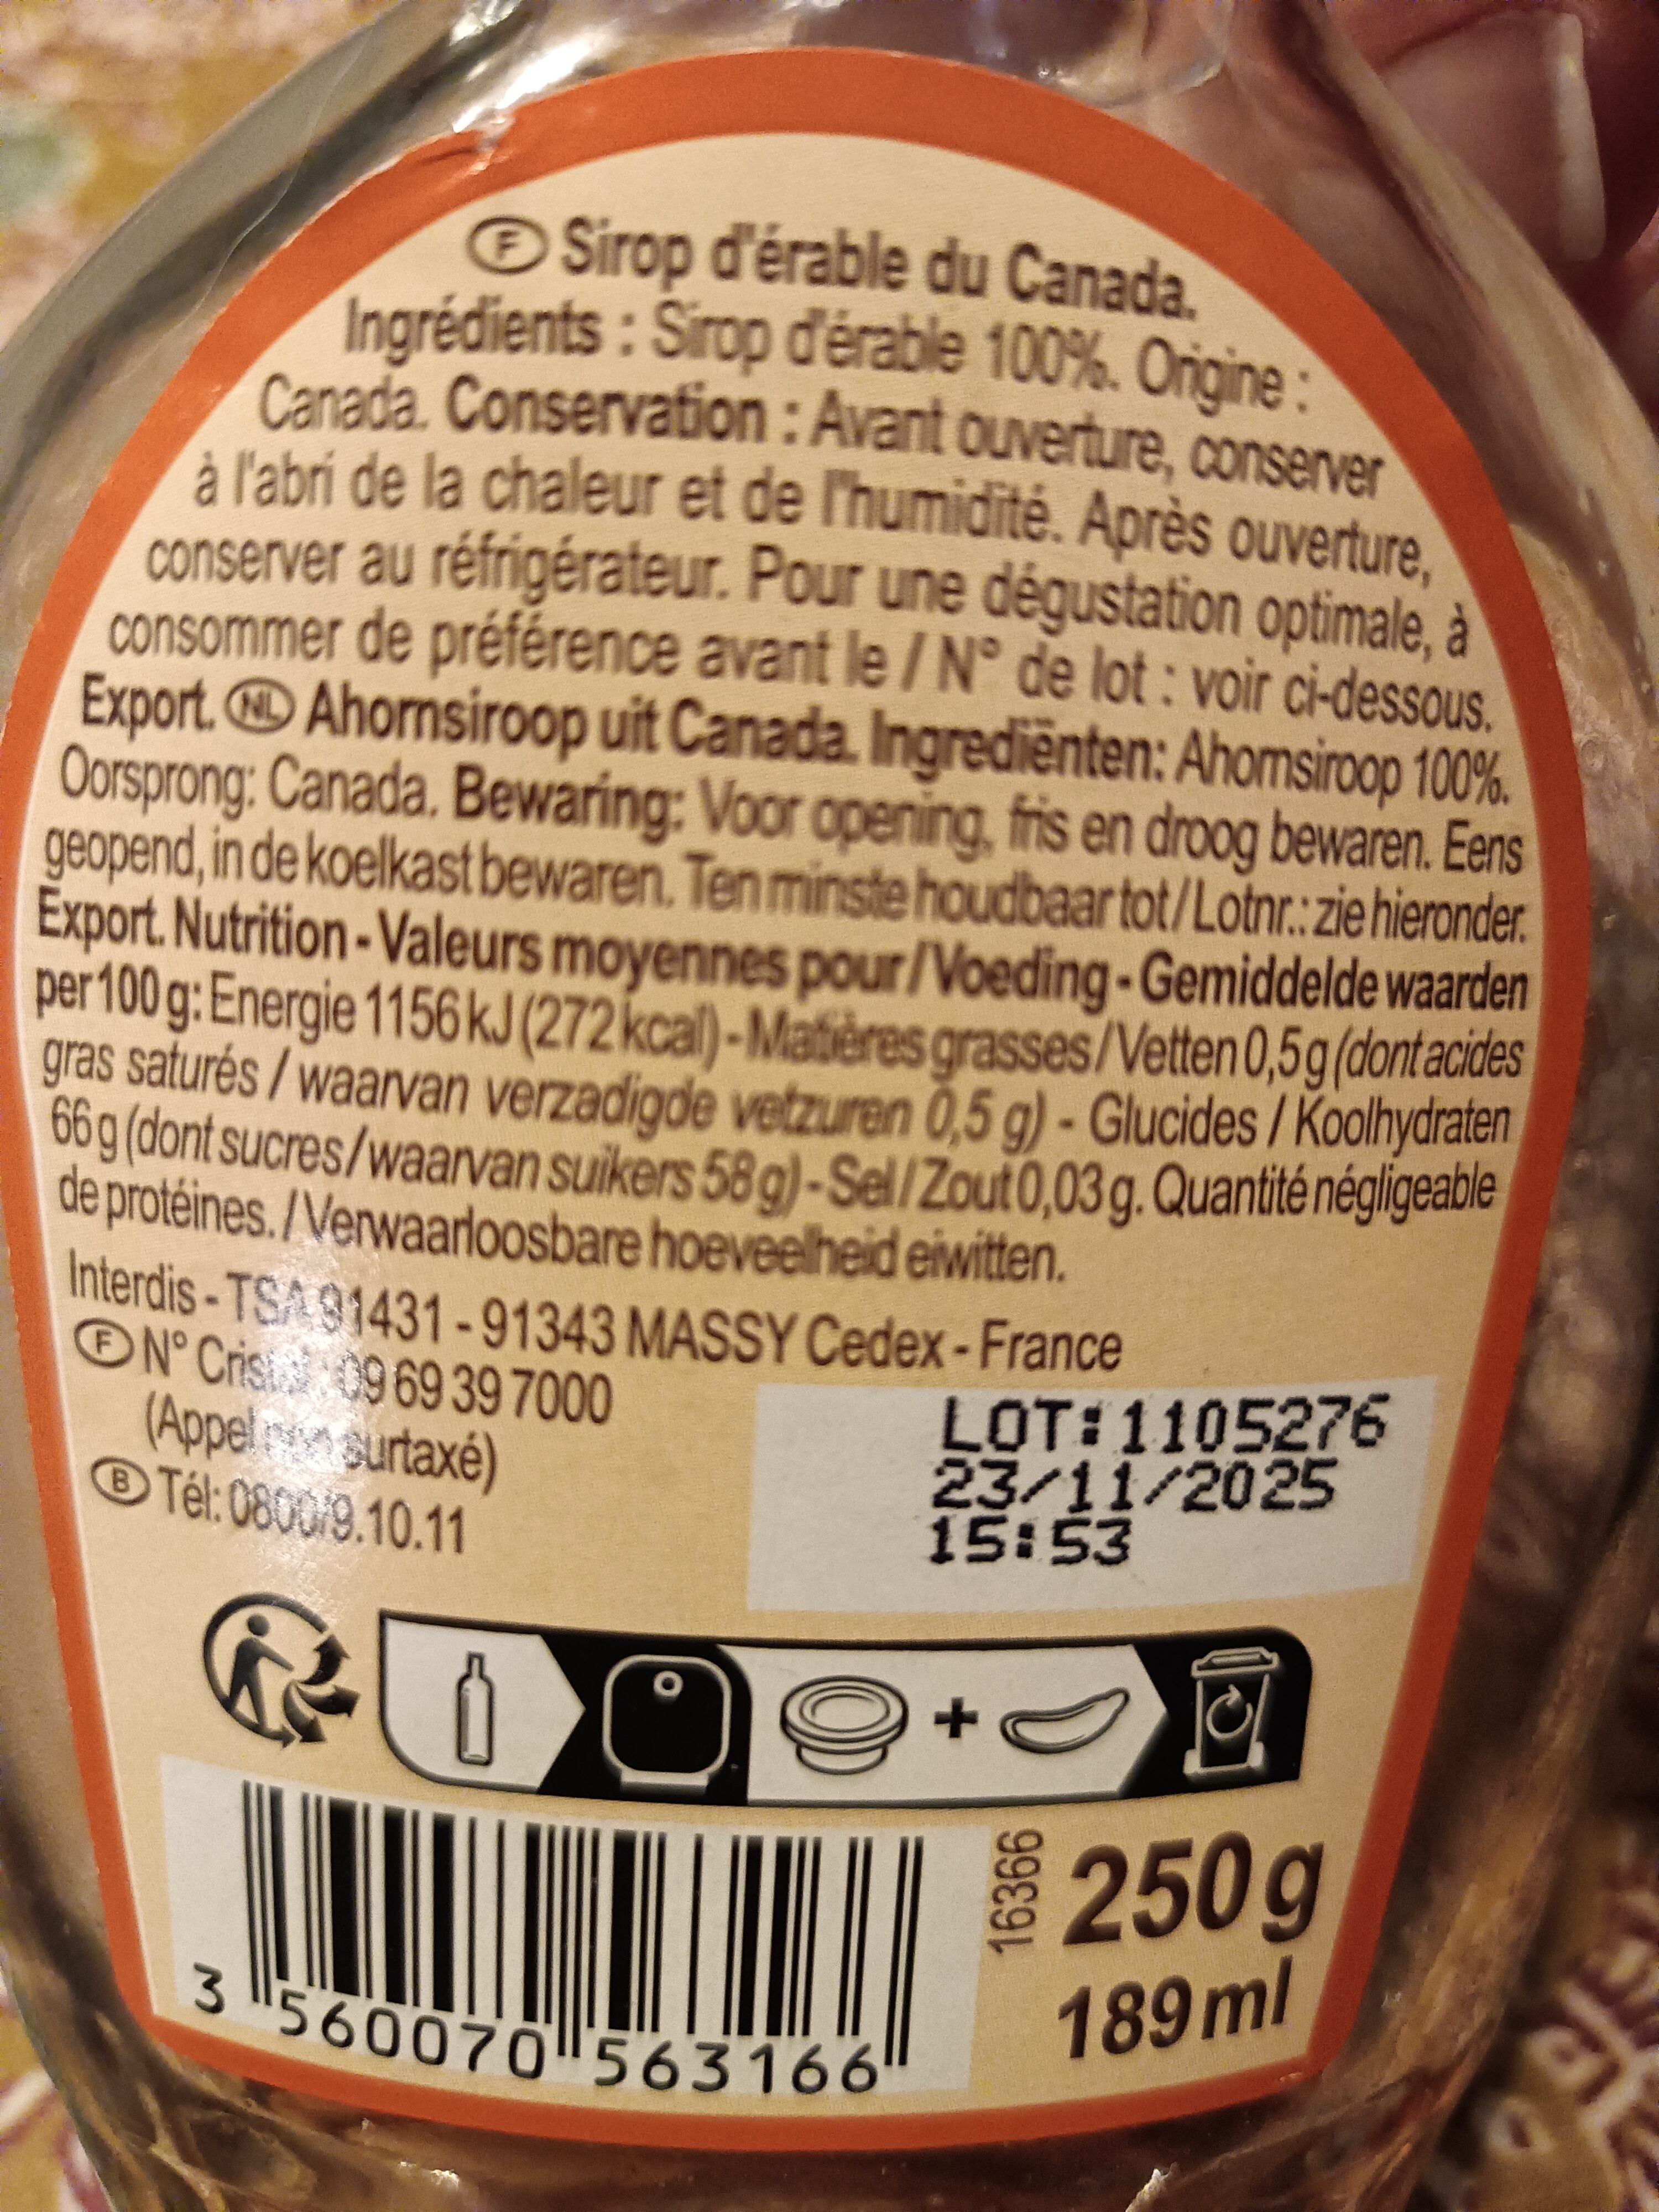 F Sirop d'érable du Canada.
Ingrédients : Sirop d'érable 100%. Origine :
Canada. Conservation : Avant ouverture, conserver
à l'abri de la chaleur et de l'humidité. Après ouverture,
conserver au réfrigérateur. Pour une dégustation optimale, à
consommer de préférence avant le / N° de lot : voir ci-dessous.
Export. NL Ahornsiroop uit Canada. Ingrediënten: Ahornsiroop 100%.
Oorsprong: Canada. Bewaring: Voor opening, fris en droog bewaren. Eens
geopend, in de koelkast bewaren. Ten minste houdbaar tot / Lotnr.: zie hieronder.
Export. Nutrition - Valeurs moyennes pour / Voeding - Gemiddelde waarden
per 100 g: Energie 1156 kJ (272 kcal) - Matières grasses / Vetten 0,5 g (dont acides
gras saturés / waarvan verzadigde vetzuren 0,5 g) - Glucides / Koolhydraten
66 g (dont sucres / waarvan suikers 58 g) - Sel / Zout 0,03 g. Quantité négligeable
de protéines. / Verwaarloosbare hoeveelheid eiwitten.
Interdis - TSA 91431 - 91343 MASSY Cedex - France
F N° Cristal : 09 69 39 7000
(Appel non surtaxé)
B Tél: 0800/9.10.11
LOT:1105276
23/11/2025
15:53
16366
250 g
189 ml
3 560070 563166